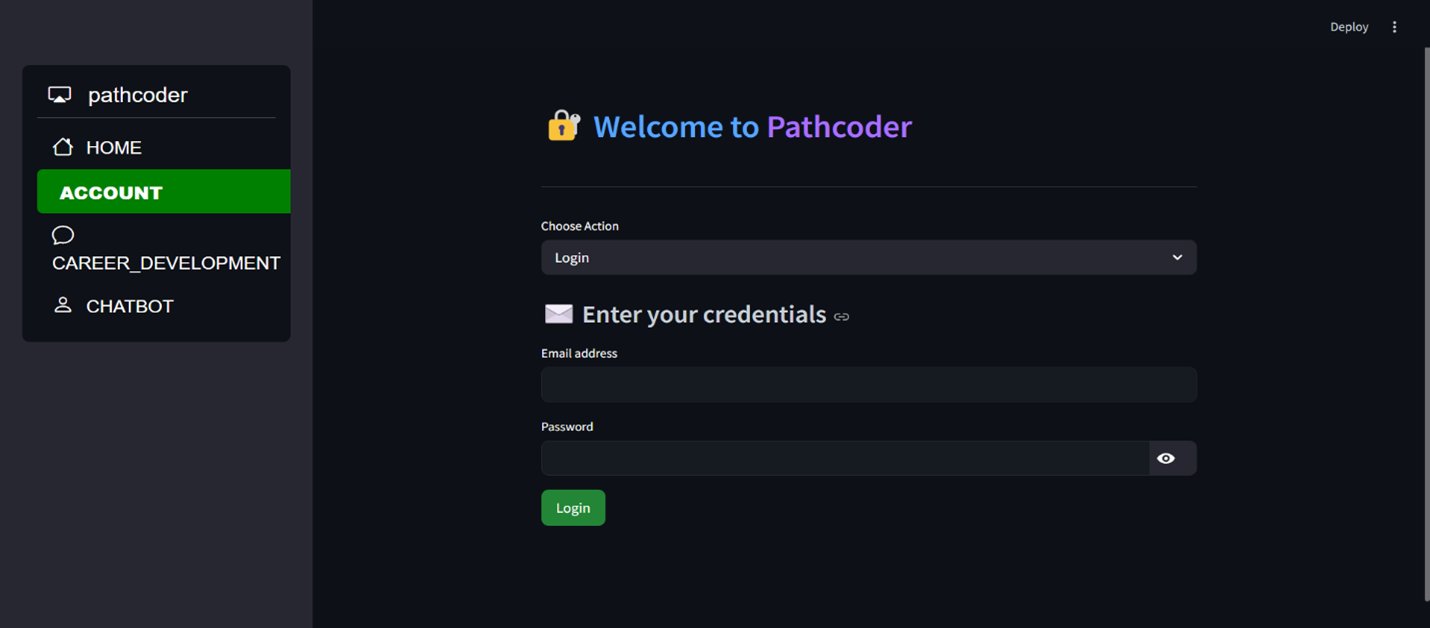 Deploy
pathcoder
HOME
ACCOUNT
CAREER_DEVELOPMENT
CHATBOT
Welcome to Pathcoder
Choose Action
Login
Enter your credentials
Email address
Password
Login